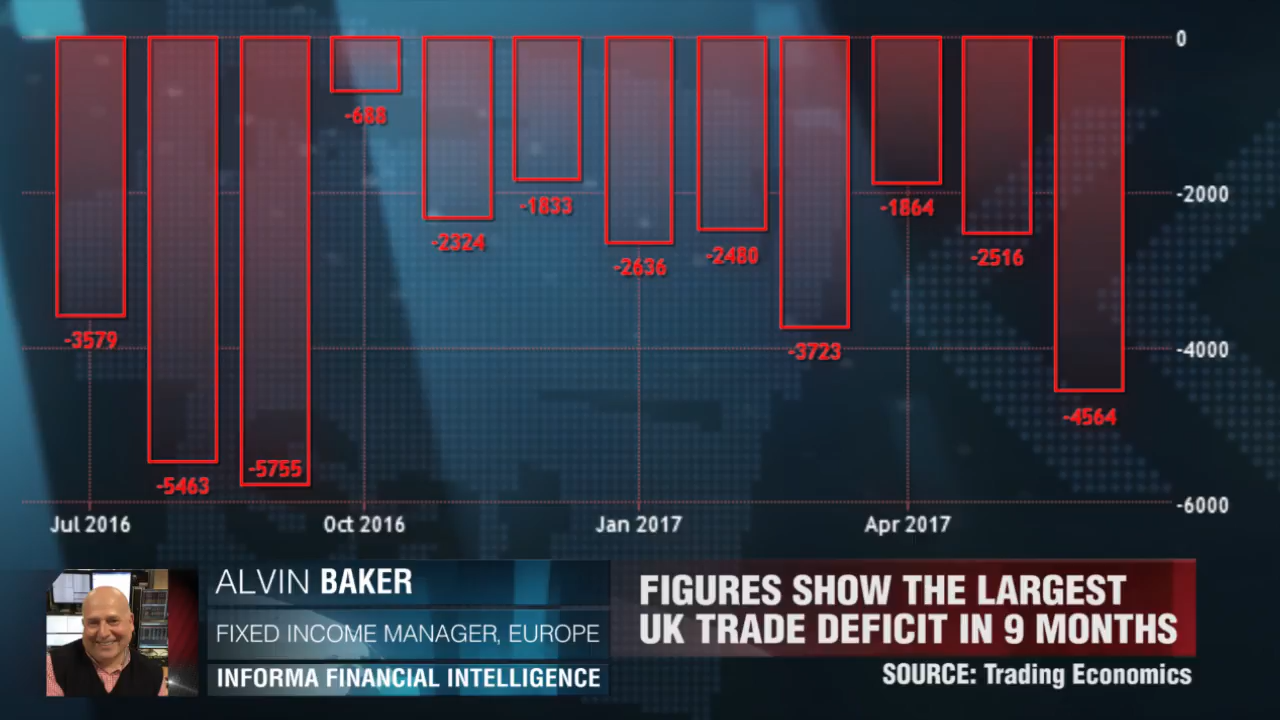 0
-688
-1833
-2000
-1864
-2324
-2636
-2480
-2516
-3579
-3723
-4000
-4564
-5463
-5755
-6000
Jul 2016 Oct 2016 Jan 2017 Apr 2017
ALVIN BAKER
FIXED INCOME MANAGER, EUROPE
INFORMA FINANCIAL INTELLIGENCE
FIGURES SHOW THE LARGEST
UK TRADE DEFICIT IN 9 MONTHS
SOURCE: Trading Economics